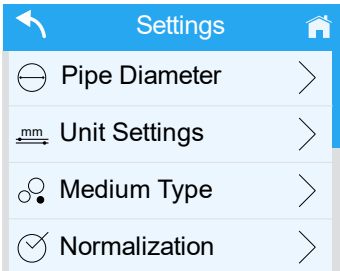 Settings
Pipe Diameter
mm Unit Settings
Medium Type
Normalization